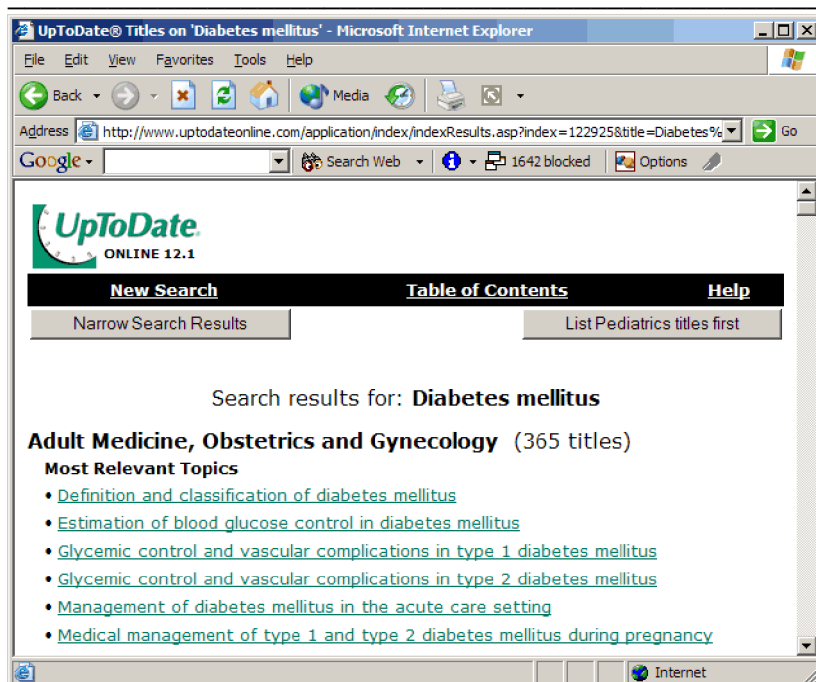 UpToDate® Titles on 'Diabetes mellitus' - Microsoft Internet Explorer
File Edit View Favorites Tools Help
Back Media
Address http://www.uptodateonline.com/application/index/indexResults.asp?index=122925&title=Diabetes% Go
Google Search Web 1642 blocked Options
UpToDate®
ONLINE 12.1
New Search Table of Contents Help
Narrow Search Results List Pediatrics titles first
Search results for: Diabetes mellitus
Adult Medicine, Obstetrics and Gynecology (365 titles)
Most Relevant Topics
• Definition and classification of diabetes mellitus
• Estimation of blood glucose control in diabetes mellitus
• Glycemic control and vascular complications in type 1 diabetes mellitus
• Glycemic control and vascular complications in type 2 diabetes mellitus
• Management of diabetes mellitus in the acute care setting
• Medical management of type 1 and type 2 diabetes mellitus during pregnancy
Internet